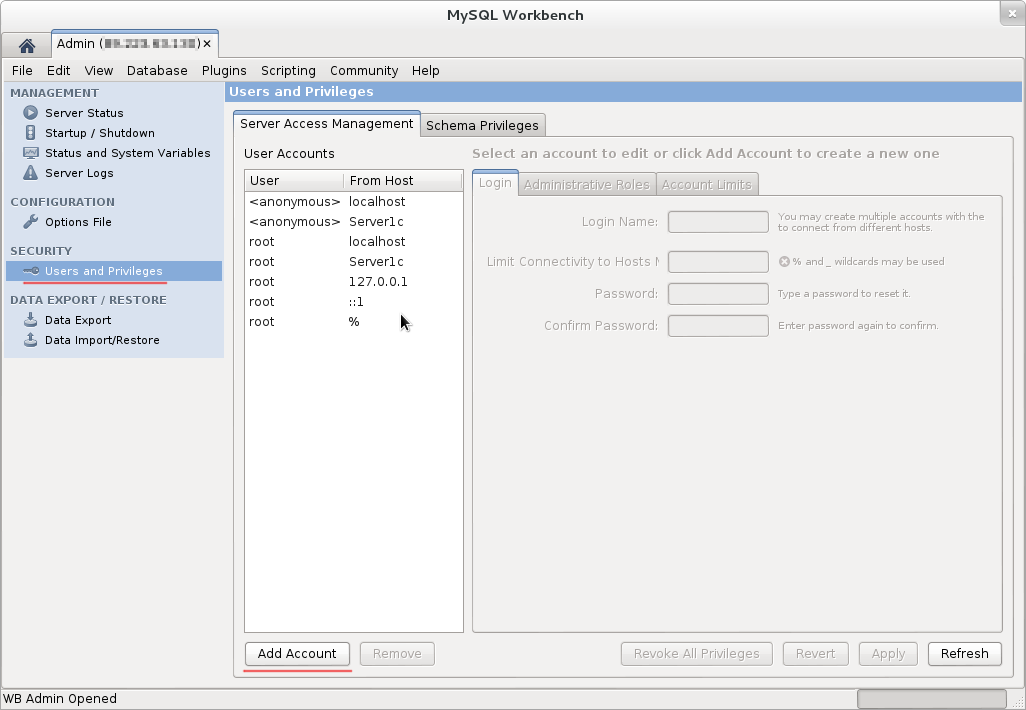 MySQL Workbench
Admin (
)
File Edit View Database Plugins Scripting Community Help
MANAGEMENT
Server Status
Startup / Shutdown
Status and System Variables
Server Logs
CONFIGURATION
Options File
SECURITY
Users and Privileges
DATA EXPORT / RESTORE
Data Export
Data Import/Restore
Users and Privileges
Server Access Management Schema Privileges
User Accounts
User From Host
<anonymous> localhost
<anonymous> Server1c
root localhost
root Server1c
root 127.0.0.1
root ::1
root %
Add Account Remove
Select an account to edit or click Add Account to create a new one
Login Administrative Roles Account Limits
Login Name: You may create multiple accounts with the
to connect from different hosts.
Limit Connectivity to Hosts M % and _ wildcards may be used
Password: Type a password to reset it.
Confirm Password: Enter password again to confirm.
Revoke All Privileges Revert Apply Refresh
WB Admin Opened